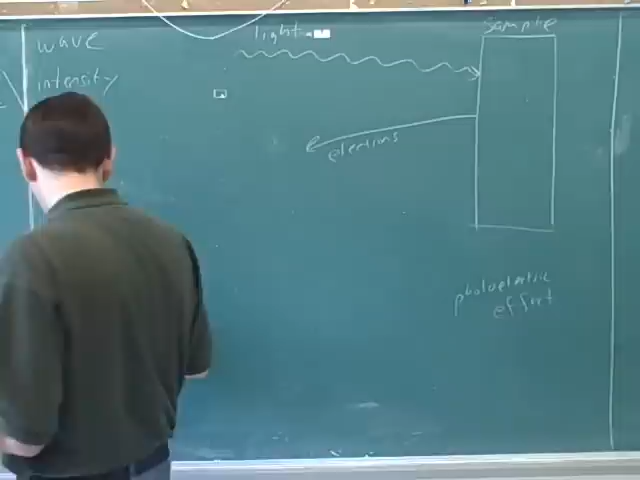 wave
intensity
light
sample
electrons
photoelectric
effect